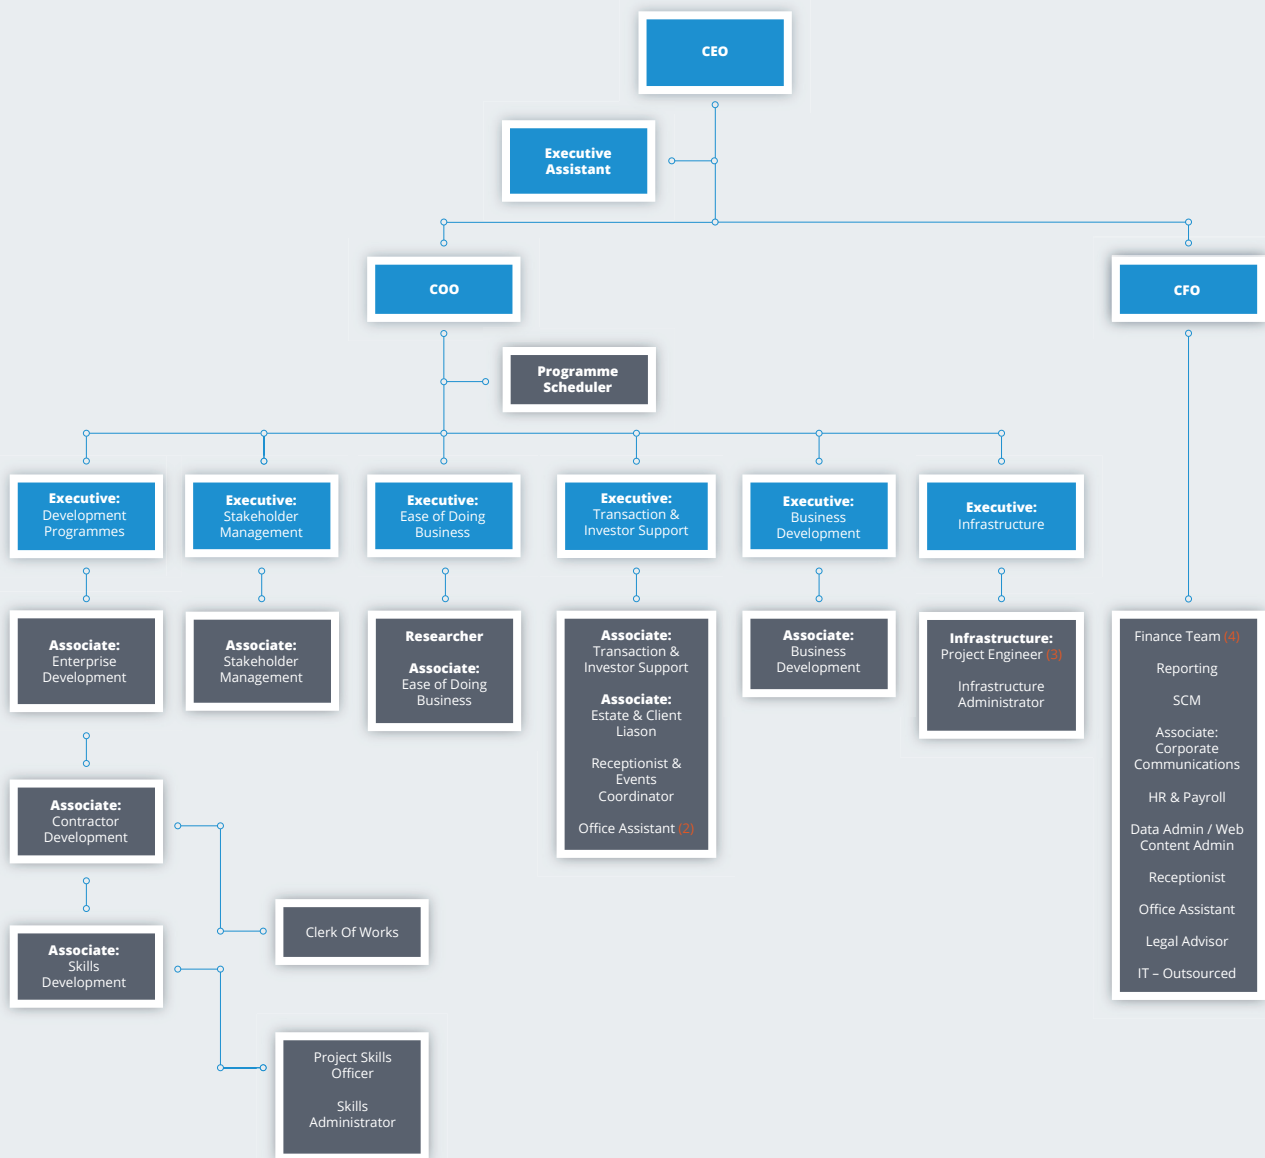 CEO
Executive
Assistant
COO
CFO
Programme
Scheduler
Executive:
Development
Programmes
Executive:
Stakeholder
Management
Executive:
Ease of Doing
Business
Executive:
Transaction &
Investor Support
Executive:
Business
Development
Executive:
Infrastructure
Associate:
Enterprise
Development
Associate:
Stakeholder
Management
Researcher
Associate:
Ease of Doing
Business
Associate:
Transaction &
Investor Support
Associate:
Estate & Client
Liason
Receptionist &
Events
Coordinator
Office Assistant (2)
Associate:
Business
Development
Infrastructure:
Project Engineer (3)
Infrastructure
Administrator
Finance Team (4)
Reporting
SCM
Associate:
Corporate
Communications
HR & Payroll
Data Admin / Web
Content Admin
Receptionist
Office Assistant
Legal Advisor
IT – Outsourced
Associate:
Contractor
Development
Clerk Of Works
Associate:
Skills
Development
Project Skills
Officer
Skills
Administrator